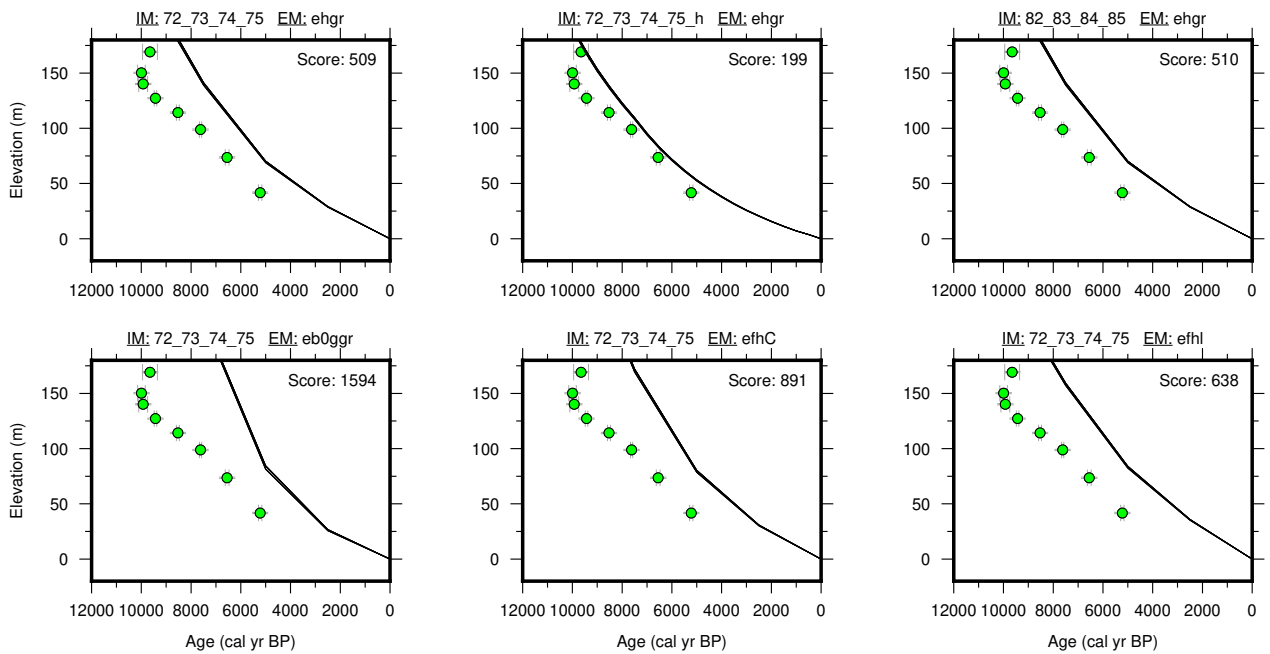 IM: 72_73_74_75 EM: ehgr
IM: 72_73_74_75_h EM: ehgr
IM: 82_83_84_85 EM: ehgr
Score: 509
Score: 199
Score: 510
Elevation (m)
150
100
50
0
150
100
50
0
150
100
50
0
12000 10000 8000 6000 4000 2000 0
12000 10000 8000 6000 4000 2000 0
12000 10000 8000 6000 4000 2000 0
IM: 72_73_74_75 EM: eb0ggr
IM: 72_73_74_75 EM: efhC
IM: 72_73_74_75 EM: efhl
Score: 1594
Score: 891
Score: 638
Elevation (m)
150
100
50
0
150
100
50
0
150
100
50
0
12000 10000 8000 6000 4000 2000 0
12000 10000 8000 6000 4000 2000 0
12000 10000 8000 6000 4000 2000 0
Age (cal yr BP)
Age (cal yr BP)
Age (cal yr BP)